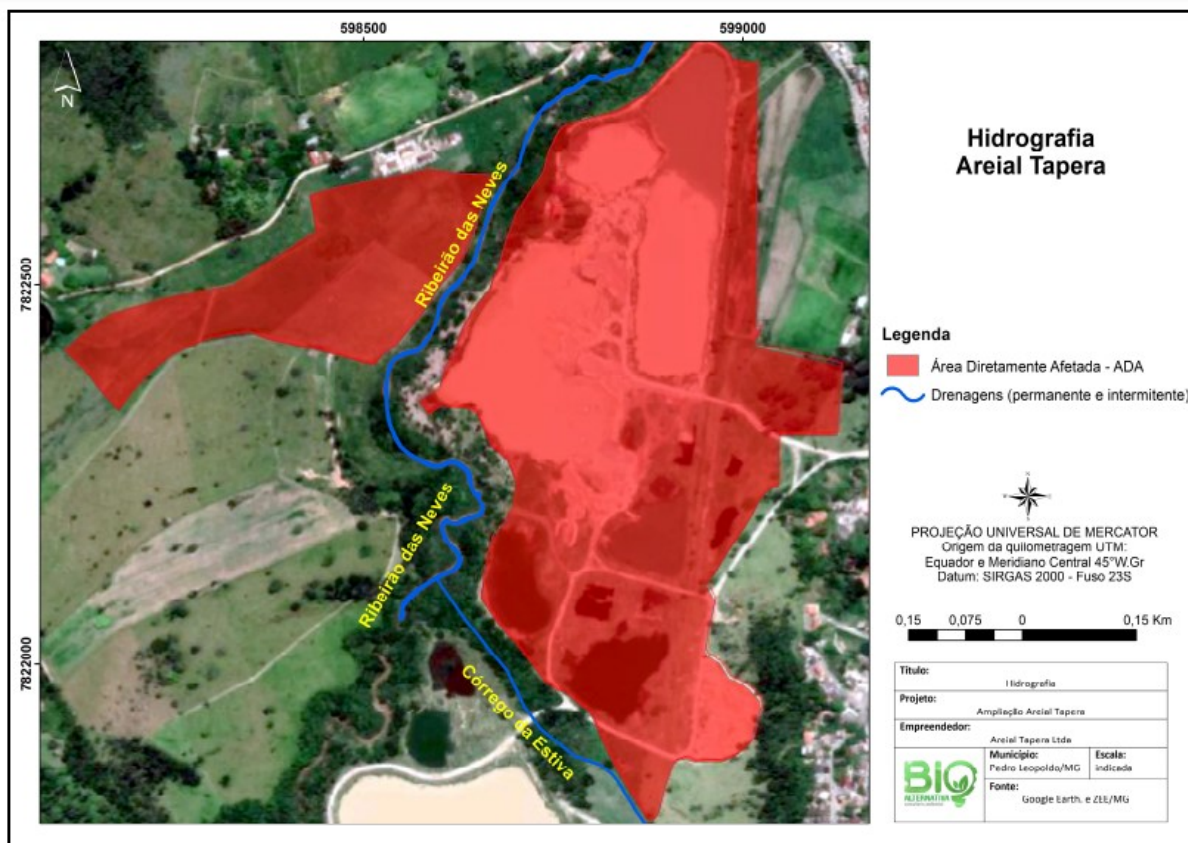 598500
599000
7822500
7822000
N
Ribeirão das Neves
Ribeirão das Neves
Córrego da Estiva
Hidrografia
Areial Tapera
Legenda
Área Diretamente Afetada - ADA
Drenagens (permanente e intermitente)
PROJEÇÃO UNIVERSAL DE MERCATOR
Origem da quilometragem UTM:
Equador e Meridiano Central 45°W.Gr
Datum: SIRGAS 2000 - Fuso 23S
0,15 0,075 0 0,15 Km
Título:
Hidrografia
Projeto:
Ampliação Areial Tapera
Empreendedor:
Areial Tapera Ltda
Município:
Pedro Leopoldo/MG
Escala:
indicada
Fonte:
Google Earth. e ZEE/MG
BIO
ALTERNATIVA